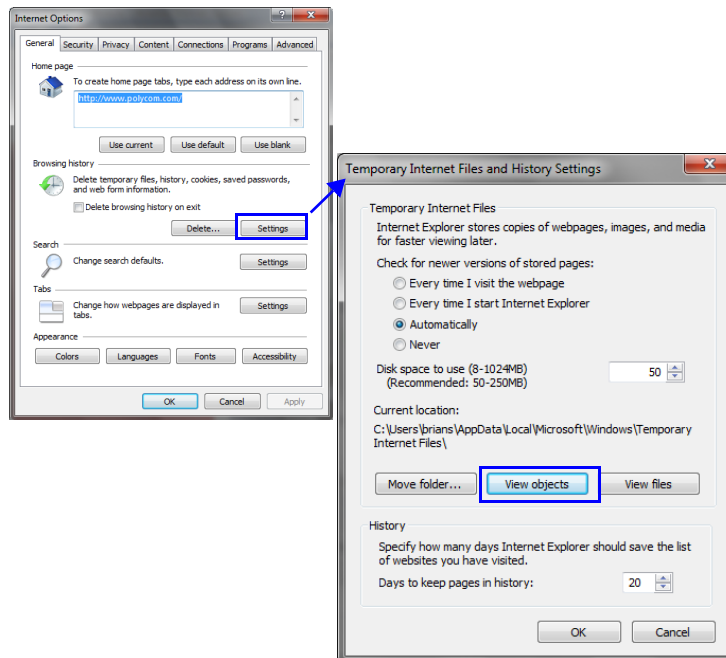 Internet Options
General Security Privacy Content Connections Programs Advanced
Home page
To create home page tabs, type each address on its own line.
http://www.polycom.com/
Use current Use default Use blank
Browsing history
Delete temporary files, history, cookies, saved passwords,
and web form information.
Delete browsing history on exit
Delete... Settings
Search
Change search defaults. Settings
Tabs
Change how webpages are displayed in Settings
tabs.
Appearance
Colors Languages Fonts Accessibility
OK Cancel Apply
Temporary Internet Files and History Settings
Temporary Internet Files
Internet Explorer stores copies of webpages, images, and media
for faster viewing later.
Check for newer versions of stored pages:
Every time I visit the webpage
Every time I start Internet Explorer
Automatically
Never
Disk space to use (8-1024MB) 50
(Recommended: 50-250MB)
Current location:
C:\Users\brians\AppData\Local\Microsoft\Windows\Temporary
Internet Files\
Move folder... View objects View files
History
Specify how many days Internet Explorer should save the list
of websites you have visited.
Days to keep pages in history: 20
OK Cancel